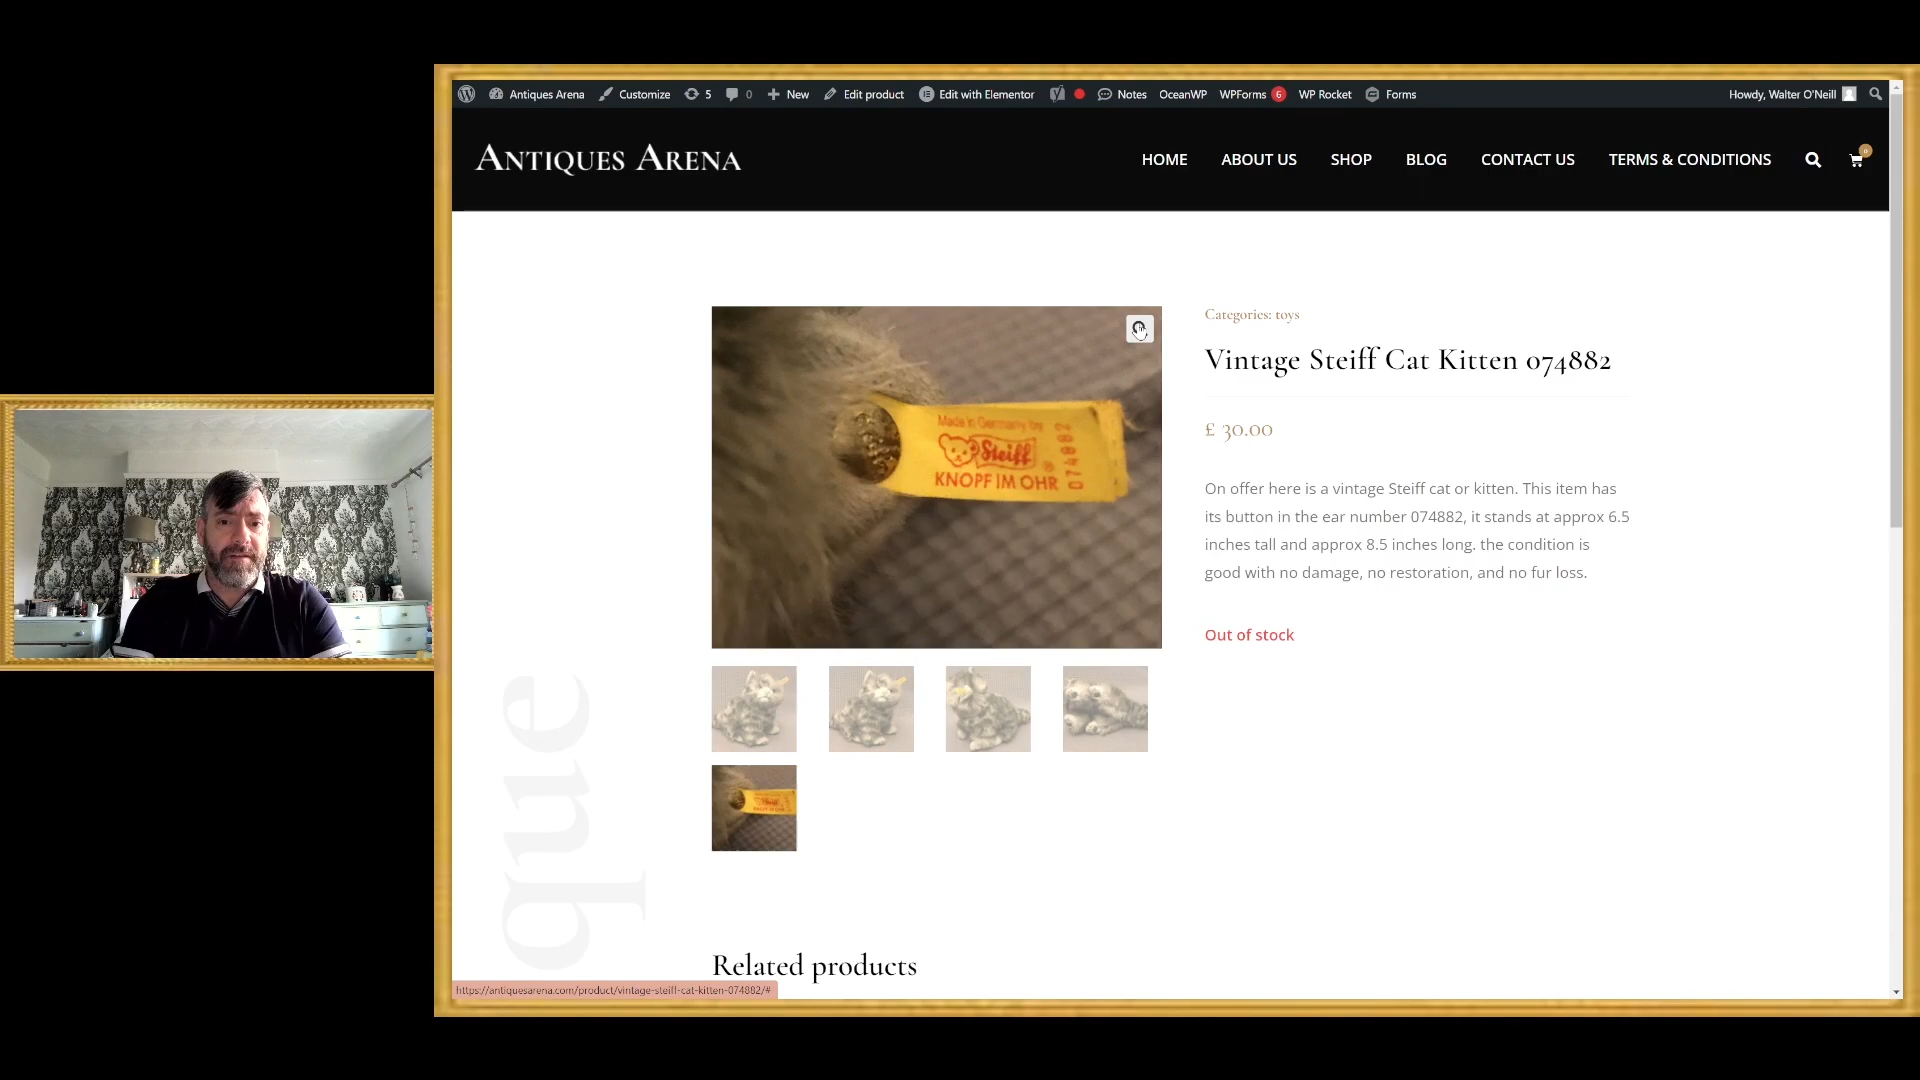 Antiques Arena
Customize
5
0
New
Edit product
Edit with Elementor
Notes
OceanWP
WPForms 6
WP Rocket
Forms
Howdy, Walter O'Neill
Antiques Arena
HOME
ABOUT US
SHOP
BLOG
CONTACT US
TERMS & CONDITIONS
0
Made in Germany by
Steiff
KNOPF IM OHR
074882
Categories: toys
Vintage Steiff Cat Kitten 074882
£ 30.00
On offer here is a vintage Steiff cat or kitten. This item has
its button in the ear number 074882, it stands at approx 6.5
inches tall and approx 8.5 inches long. the condition is
good with no damage, no restoration, and no fur loss.
Out of stock
que
Related products
https://antiquesarena.com/product/vintage-steiff-cat-kitten-074882/#